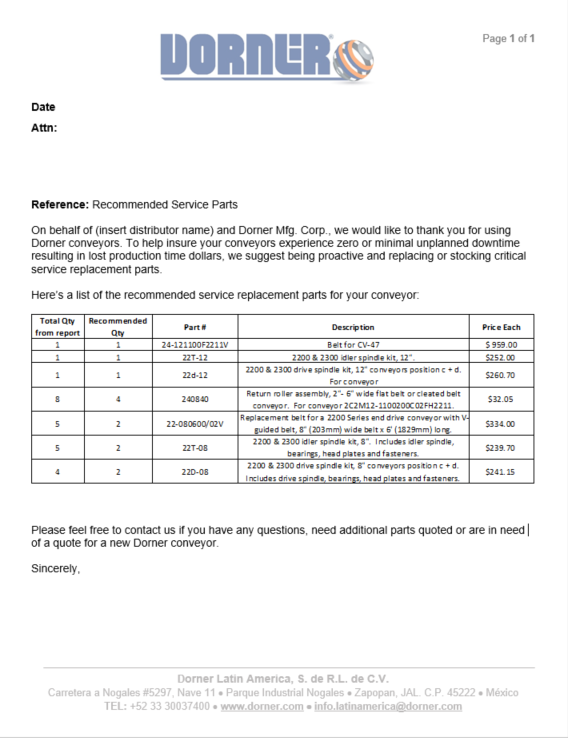 DORNER
Page 1 of 1
Date
Attn:
Reference: Recommended Service Parts
On behalf of (insert distributor name) and Dorner Mfg. Corp., we would like to thank you for using
Dorner conveyors. To help insure your conveyors experience zero or minimal unplanned downtime
resulting in lost production time dollars, we suggest being proactive and replacing or stocking critical
service replacement parts.
Here's a list of the recommended service replacement parts for your conveyor:
Total Qty from report Recommended Qty Part # Description Price Each
1 1 24-121100F2211V Belt for CV-47 $ 959.00
1 1 22T-12 2200 & 2300 idler spindle kit, 12". $252.00
1 1 22d-12 2200 & 2300 drive spindle kit, 12" conveyors position c + d. $260.70
For conveyor
8 4 240840 Return roller assembly, 2"- 6" wide flat belt or cleated belt $32.05
conveyor. For conveyor 2C2M12-1100200C02FH2211.
5 2 22-080600/02V Replacement belt for a 2200 Series end drive conveyor with V- $334.00
guided belt, 8" (203mm) wide belt x 6' (1829mm) long.
5 2 22T-08 2200 & 2300 idler spindle kit, 8". Includes idler spindle, $239.70
bearings, head plates and fasteners.
4 2 22D-08 2200 & 2300 drive spindle kit, 8" conveyors position c + d. $241.15
Includes drive spindle, bearings, head plates and fasteners.
Please feel free to contact us if you have any questions, need additional parts quoted or are in need
of a quote for a new Dorner conveyor.
Sincerely,
Dorner Latin America, S. de R.L. de C.V.
Carretera a Nogales #5297, Nave 11 • Parque Industrial Nogales • Zapopan, JAL. C.P. 45222 • México
TEL: +52 33 30037400 • www.dorner.com • info.latinamerica@dorner.com